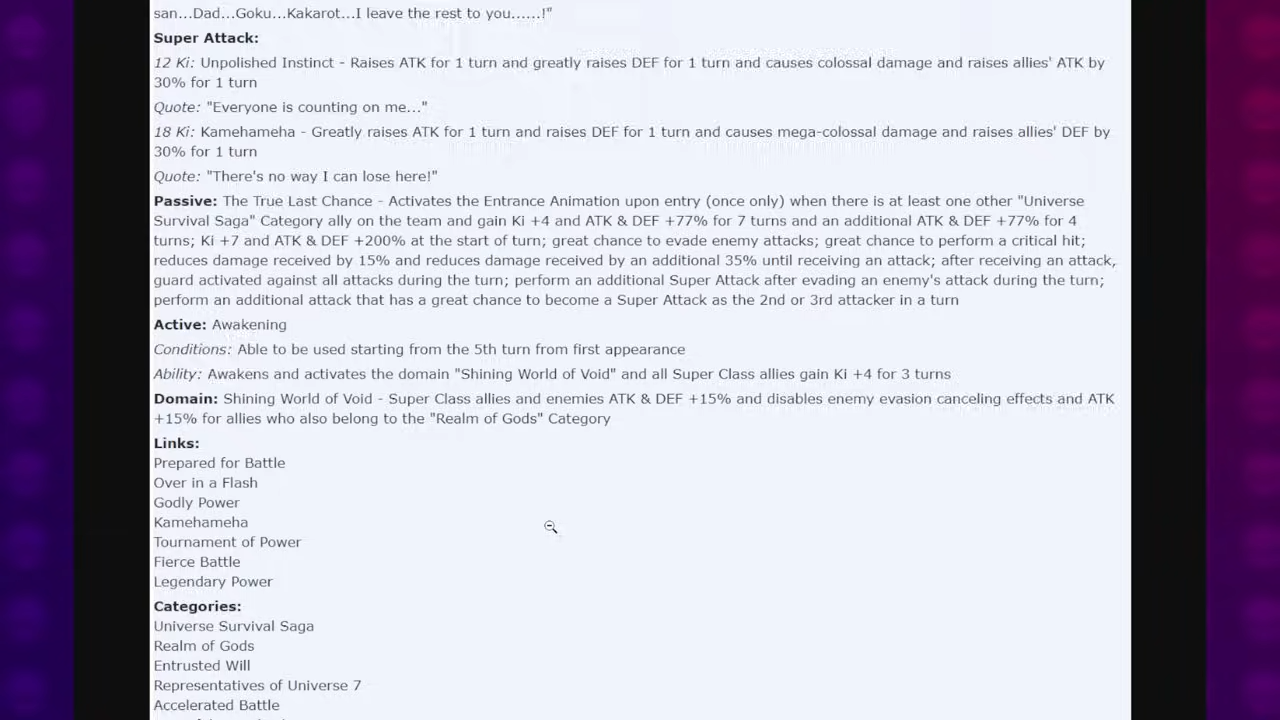 san...Dad...Goku...Kakarot...I leave the rest to you......!"
Super Attack:
12 Ki: Unpolished Instinct - Raises ATK for 1 turn and greatly raises DEF for 1 turn and causes colossal damage and raises allies' ATK by
30% for 1 turn
Quote: "Everyone is counting on me..."
18 Ki: Kamehameha - Greatly raises ATK for 1 turn and raises DEF for 1 turn and causes mega-colossal damage and raises allies' DEF by
30% for 1 turn
Quote: "There's no way I can lose here!"
Passive: The True Last Chance - Activates the Entrance Animation upon entry (once only) when there is at least one other "Universe
Survival Saga" Category ally on the team and gain Ki +4 and ATK & DEF +77% for 7 turns and an additional ATK & DEF +77% for 4
turns; Ki +7 and ATK & DEF +200% at the start of turn; great chance to evade enemy attacks; great chance to perform a critical hit;
reduces damage received by 15% and reduces damage received by an additional 35% until receiving an attack; after receiving an attack,
guard activated against all attacks during the turn; perform an additional Super Attack after evading an enemy's attack during the turn;
perform an additional attack that has a great chance to become a Super Attack as the 2nd or 3rd attacker in a turn
Active: Awakening
Conditions: Able to be used starting from the 5th turn from first appearance
Ability: Awakens and activates the domain "Shining World of Void" and all Super Class allies gain Ki +4 for 3 turns
Domain: Shining World of Void - Super Class allies and enemies ATK & DEF +15% and disables enemy evasion canceling effects and ATK
+15% for allies who also belong to the "Realm of Gods" Category
Links:
Prepared for Battle
Over in a Flash
Godly Power
Kamehameha
Tournament of Power
Fierce Battle
Legendary Power
Categories:
Universe Survival Saga
Realm of Gods
Entrusted Will
Representatives of Universe 7
Accelerated Battle